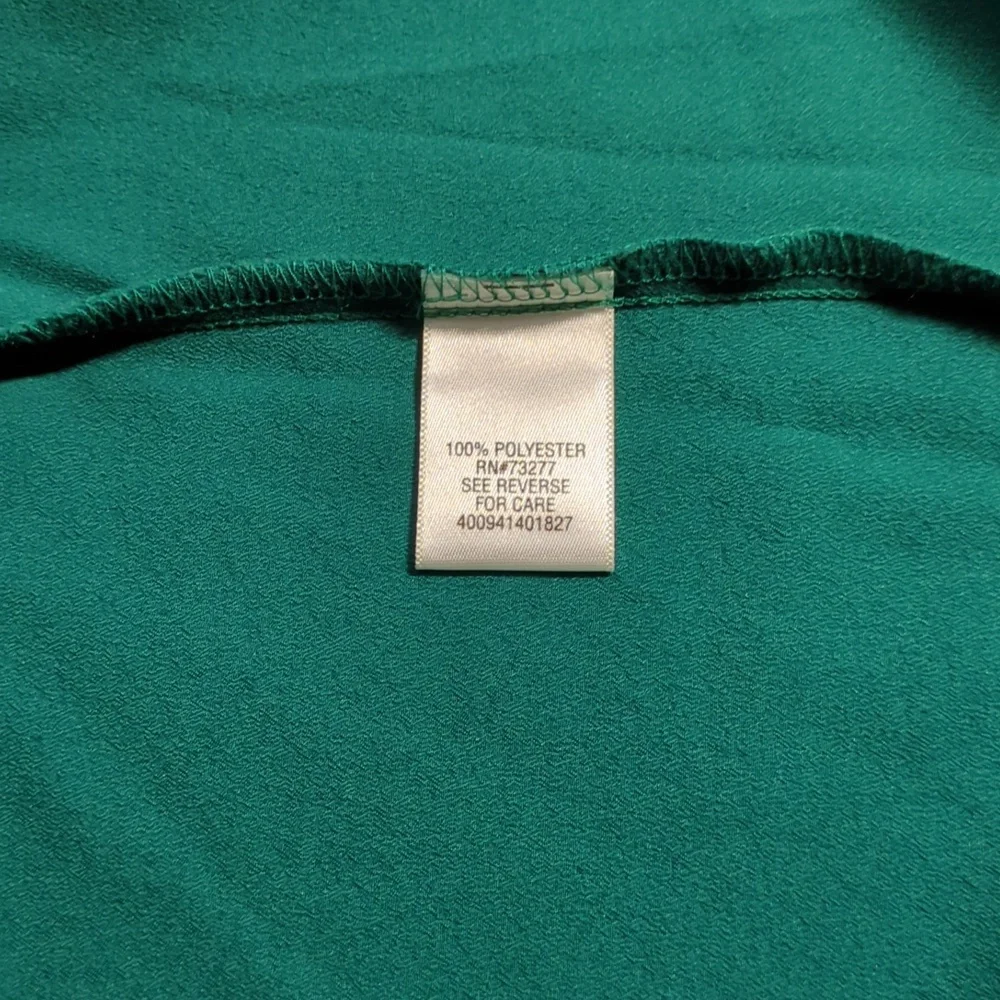 100% POLYESTER
RN#73277
SEE REVERSE
FOR CARE
400941401827